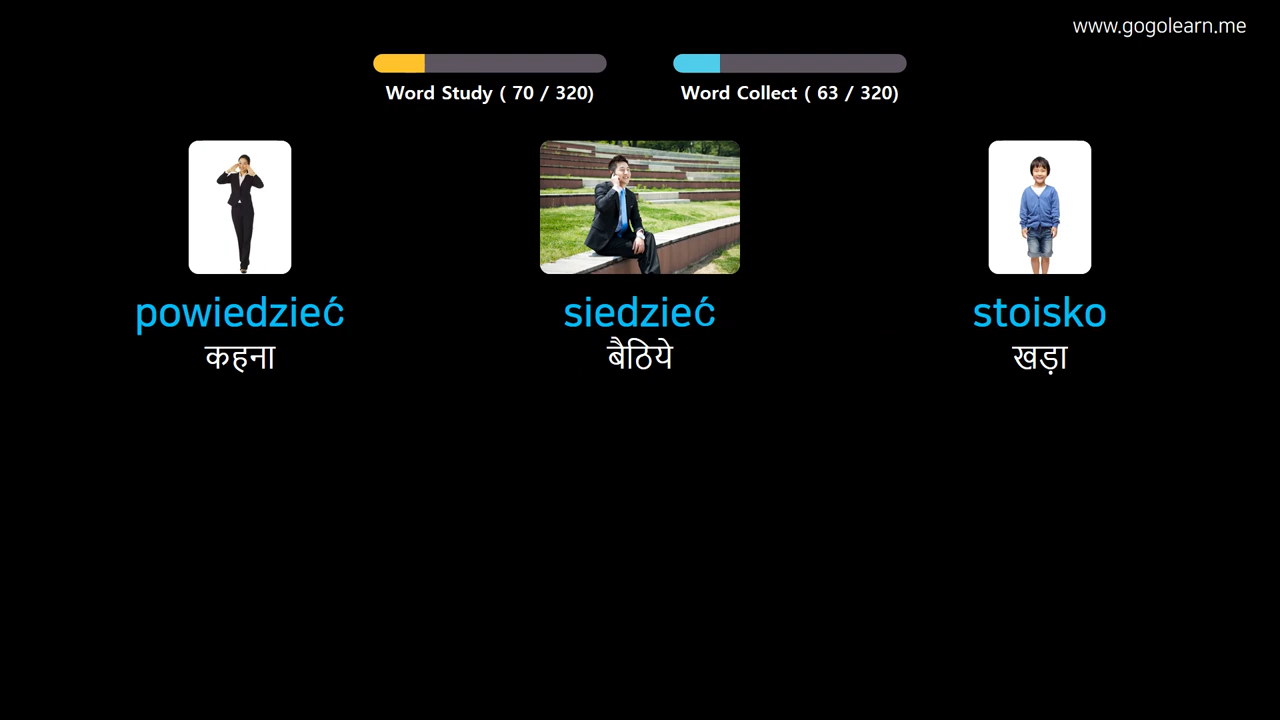 www.gogolearn.me
Word Study ( 70 / 320)
Word Collect ( 63 / 320)
powiedzieć
siedzieć
stoisko
कहना
बैठिये
खड़ा